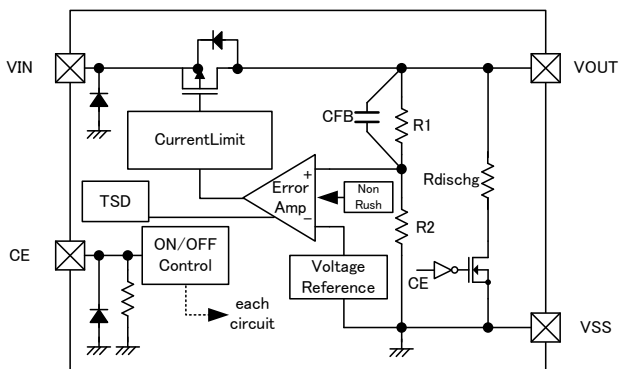 VIN
VOUT
CurrentLimit
CFB
R1
Rdischg
TSD
+
Error
Amp
−
Non
Rush
R2
CE
ON/OFF
Control
Voltage
Reference
CE
each
circuit
VSS